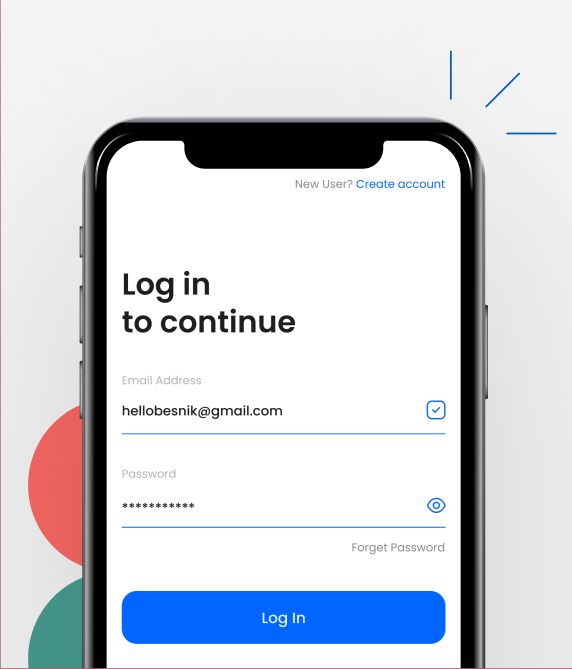 New User? Create account
Log in
to continue
Email Address
hellobesnik@gmail.com
Password
***********
Forget Password
Log In